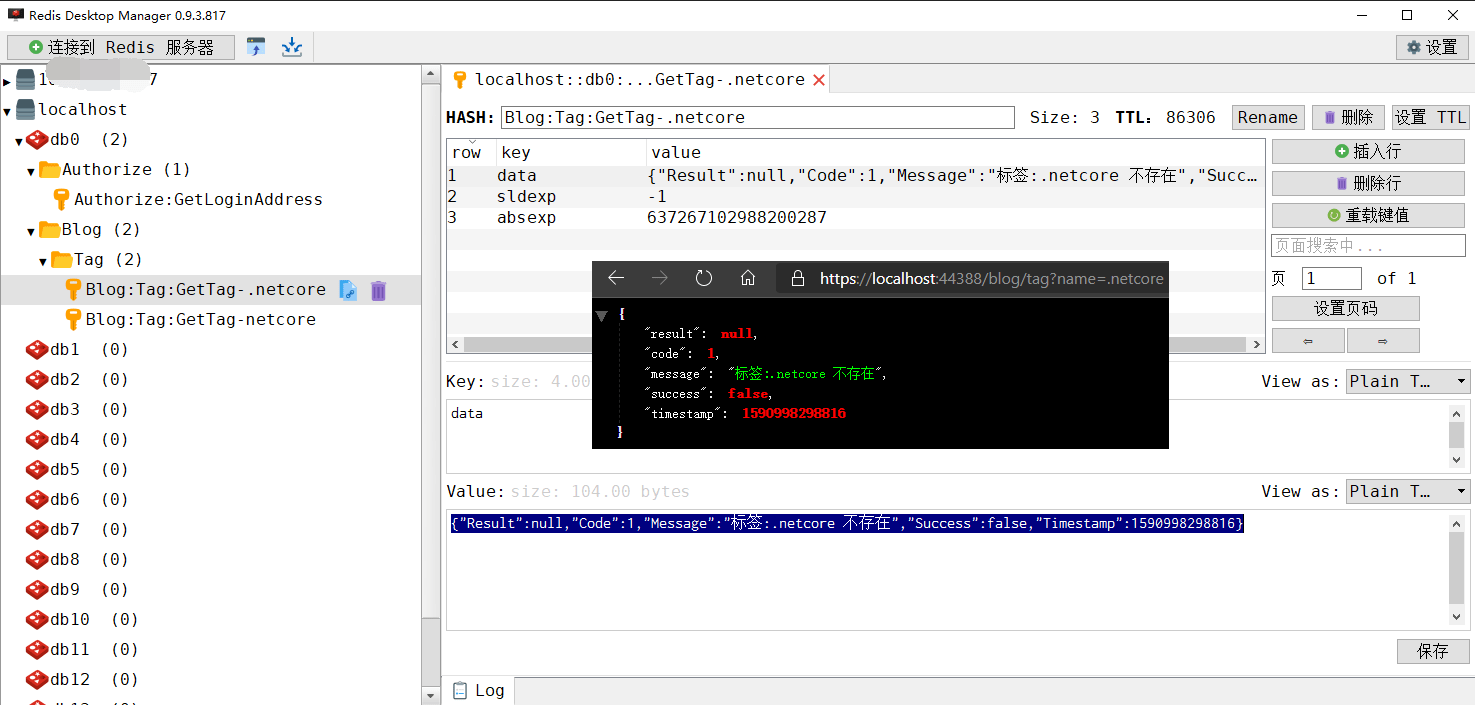 Redis Desktop Manager 0.9.3.817
连接到 Redis 服务器
设置
localhost
db0 (2)
Authorize (1)
Authorize:GetLoginAddress
Blog (2)
Tag (2)
Blog:Tag:GetTag-.netcore
Blog:Tag:GetTag-netcore
db1 (0)
db2 (0)
db3 (0)
db4 (0)
db5 (0)
db6 (0)
db7 (0)
db8 (0)
db9 (0)
db10 (0)
db11 (0)
db12 (0)
localhost::db0:...GetTag-.netcore
HASH: Blog:Tag:GetTag-.netcore Size: 3 TTL: 86306 Rename 删除 设置 TTL
row key value
1 data {"Result":null,"Code":1,"Message":"标签:.netcore 不存在","Succ…
2 sldexp -1
3 absexp 637267102988200287
插入行
删除行
重载键值
页面搜索中...
页 1 of 1
设置页码
⇦ ⇨
https://localhost:44388/blog/tag?name=.netcore
{
"result": null,
"code": 1,
"message": "标签:.netcore 不存在",
"success": false,
"timestamp": 1590998298816
}
Key: size: 4.00
View as: Plain T…
data
Value: size: 104.00 bytes
View as: Plain T…
{"Result":null,"Code":1,"Message":"标签:.netcore 不存在","Success":false,"Timestamp":1590998298816}
保存
Log